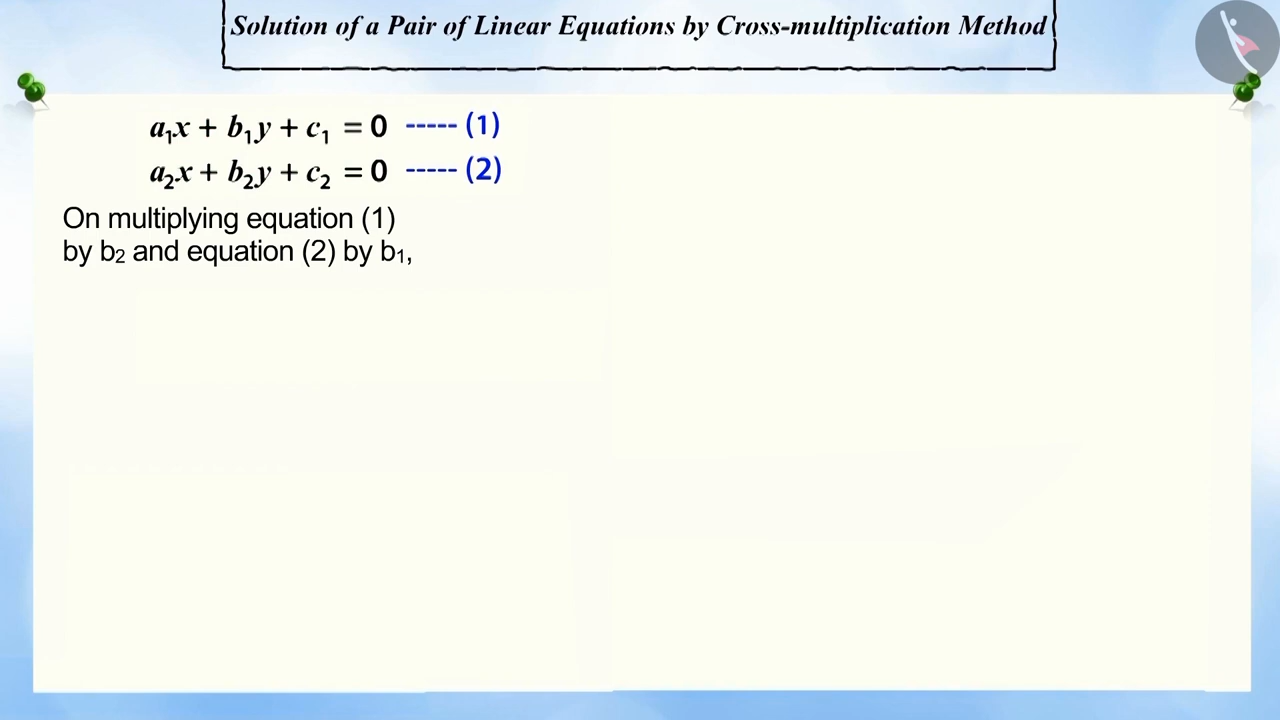 Solution of a Pair of Linear Equations by Cross-multiplication Method
a₁x + b₁y + c₁ = 0 ----- (1)
a₂x + b₂y + c₂ = 0 ----- (2)
On multiplying equation (1)
by b₂ and equation (2) by b₁,